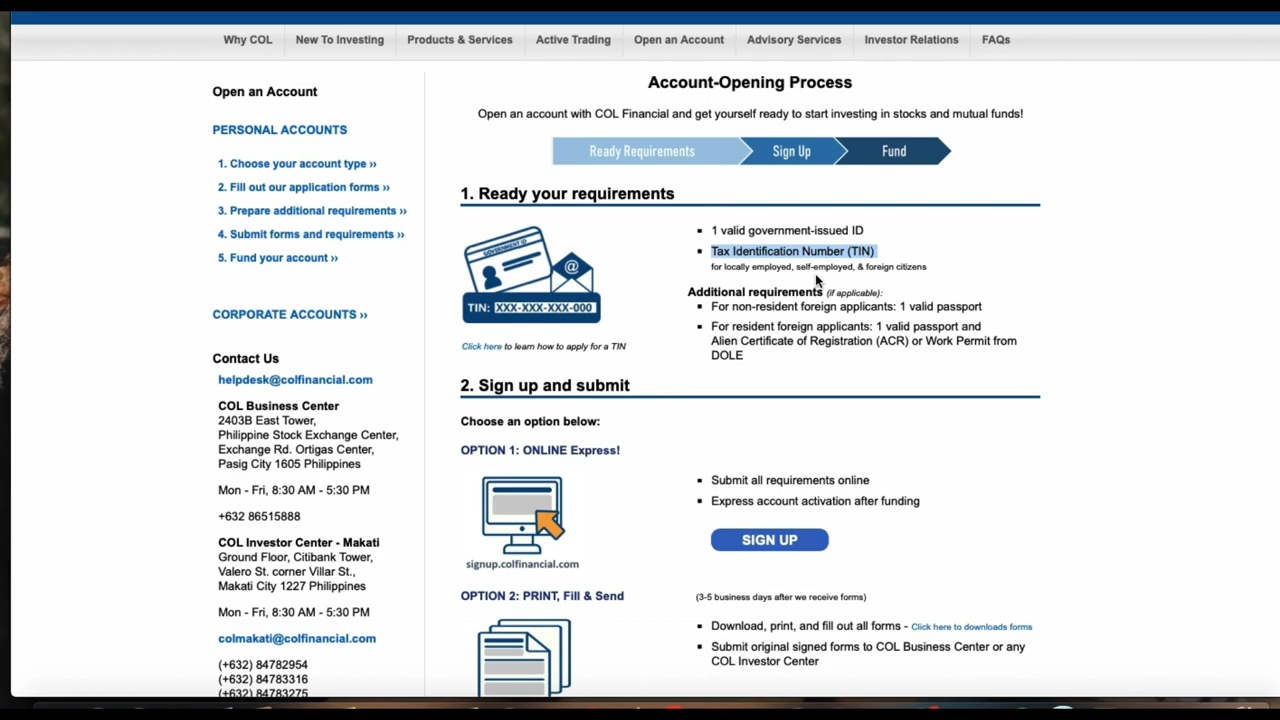 Why COL
New To Investing
Products & Services
Active Trading
Open an Account
Advisory Services
Investor Relations
FAQs
Open an Account
PERSONAL ACCOUNTS
1. Choose your account type ››
2. Fill out our application forms ››
3. Prepare additional requirements ››
4. Submit forms and requirements ››
5. Fund your account ››
CORPORATE ACCOUNTS ››
Contact Us
helpdesk@colfinancial.com
COL Business Center
2403B East Tower,
Philippine Stock Exchange Center,
Exchange Rd. Ortigas Center,
Pasig City 1605 Philippines
Mon - Fri, 8:30 AM - 5:30 PM
+632 86515888
COL Investor Center - Makati
Ground Floor, Citibank Tower,
Valero St. corner Villar St.,
Makati City 1227 Philippines
Mon - Fri, 8:30 AM - 5:30 PM
colmakati@colfinancial.com
(+632) 84782954
(+632) 84783316
(+632) 84783275
Account-Opening Process
Open an account with COL Financial and get yourself ready to start investing in stocks and mutual funds!
Ready Requirements
Sign Up
Fund
1. Ready your requirements
GOVERNMENT ID
@
TIN: XXX-XXX-XXX-000
Click here to learn how to apply for a TIN
1 valid government-issued ID
Tax Identification Number (TIN)
for locally employed, self-employed, & foreign citizens
Additional requirements (if applicable):
For non-resident foreign applicants: 1 valid passport
For resident foreign applicants: 1 valid passport and
Alien Certificate of Registration (ACR) or Work Permit from
DOLE
2. Sign up and submit
Choose an option below:
OPTION 1: ONLINE Express!
signup.colfinancial.com
Submit all requirements online
Express account activation after funding
SIGN UP
OPTION 2: PRINT, Fill & Send
(3-5 business days after we receive forms)
Download, print, and fill out all forms - Click here to downloads forms
Submit original signed forms to COL Business Center or any
COL Investor Center